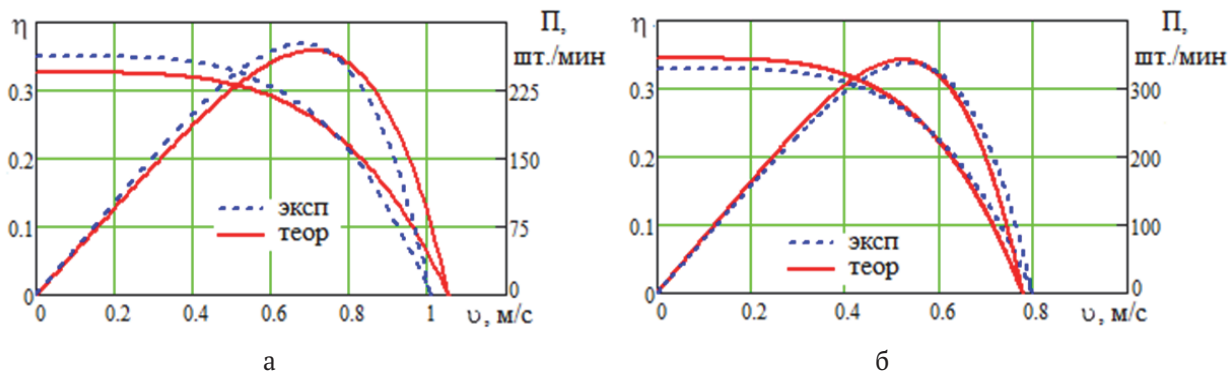 η
П,
шт./мин
0.3
0.2
0.1
0
225
150
75
0
эксп
теор
0 0.2 0.4 0.6 0.8 1 υ, м/с
а
η
П,
шт./мин
0.3
0.2
0.1
0
300
200
100
0
эксп
теор
0 0.2 0.4 0.6 0.8 υ, м/с
б